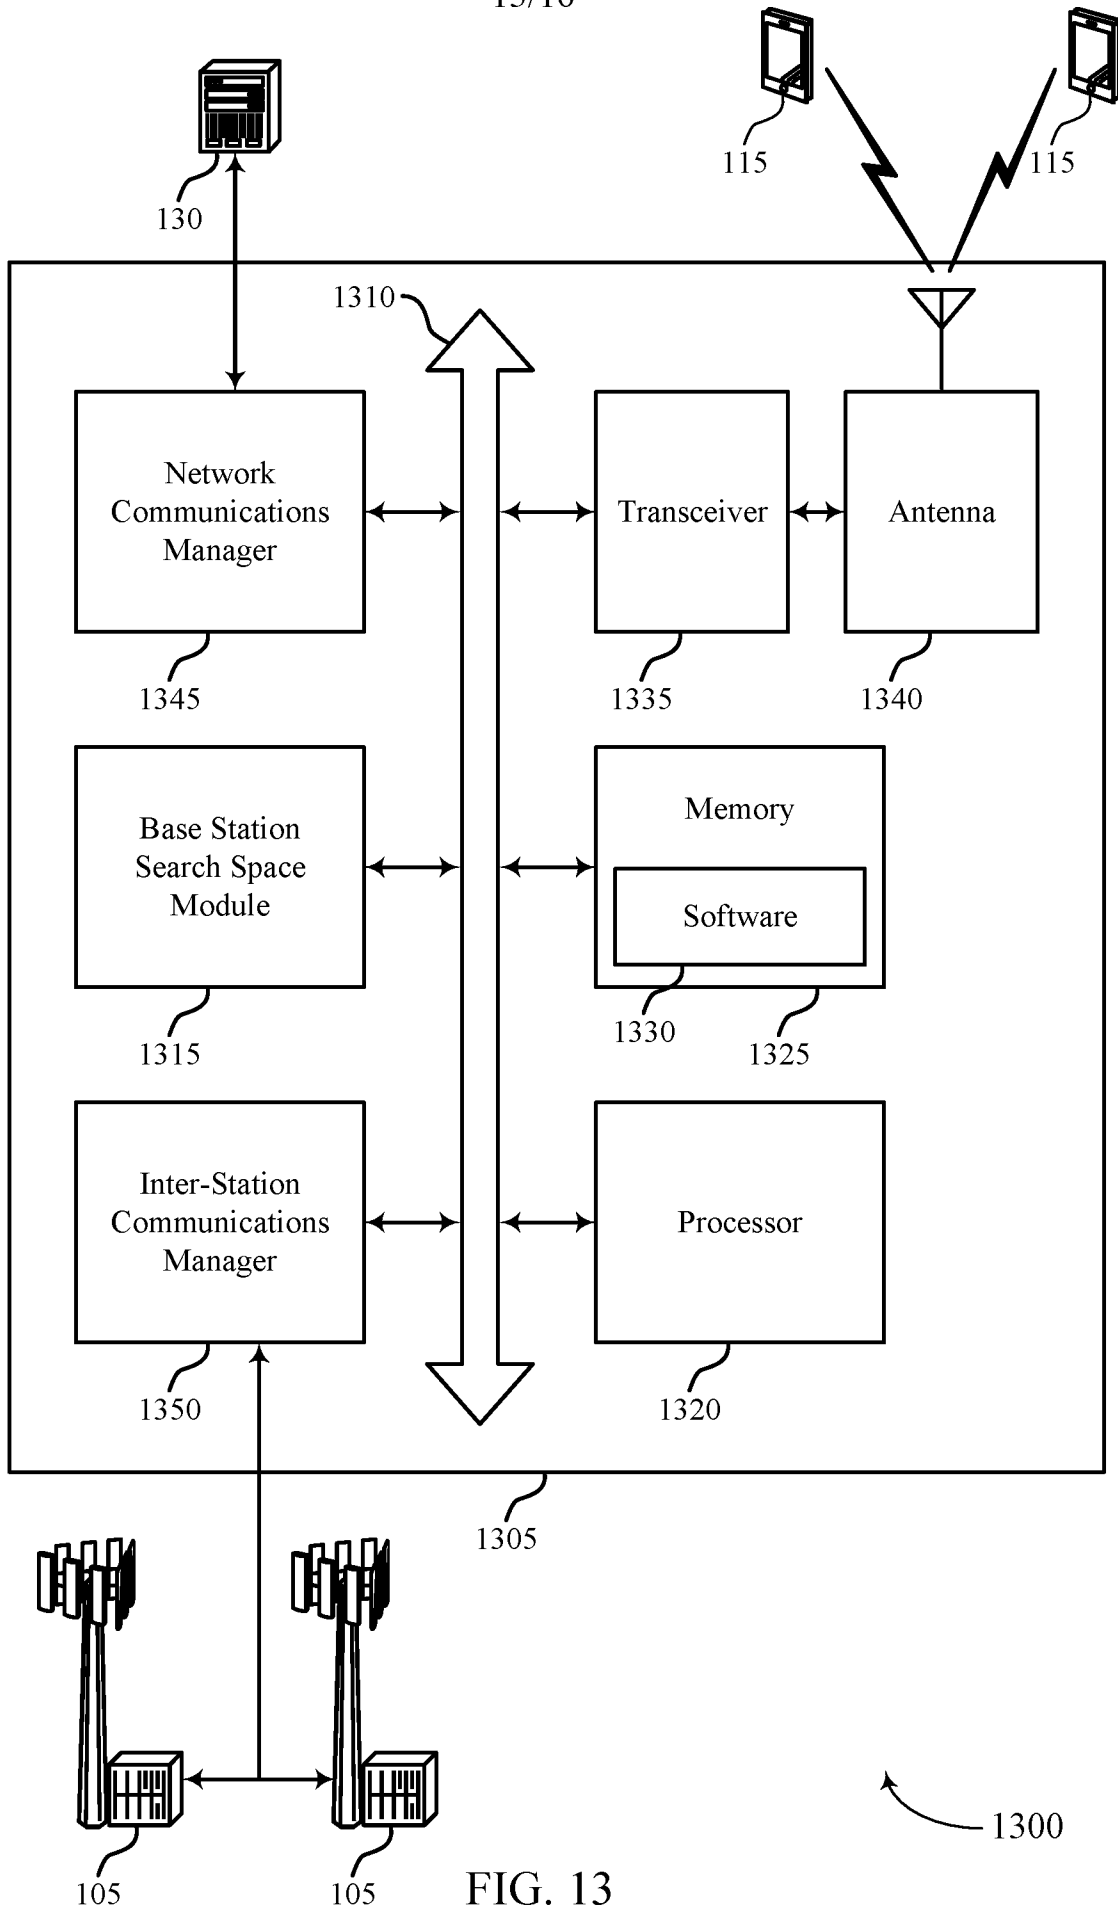 130
115
115
1310
Network
Communications
Manager
Transceiver
Antenna
1345
1335
1340
Base Station
Search Space
Module
Memory
Software
1330
1315
1325
Inter-Station
Communications
Manager
Processor
1350
1320
1305
1300
105
105
FIG. 13